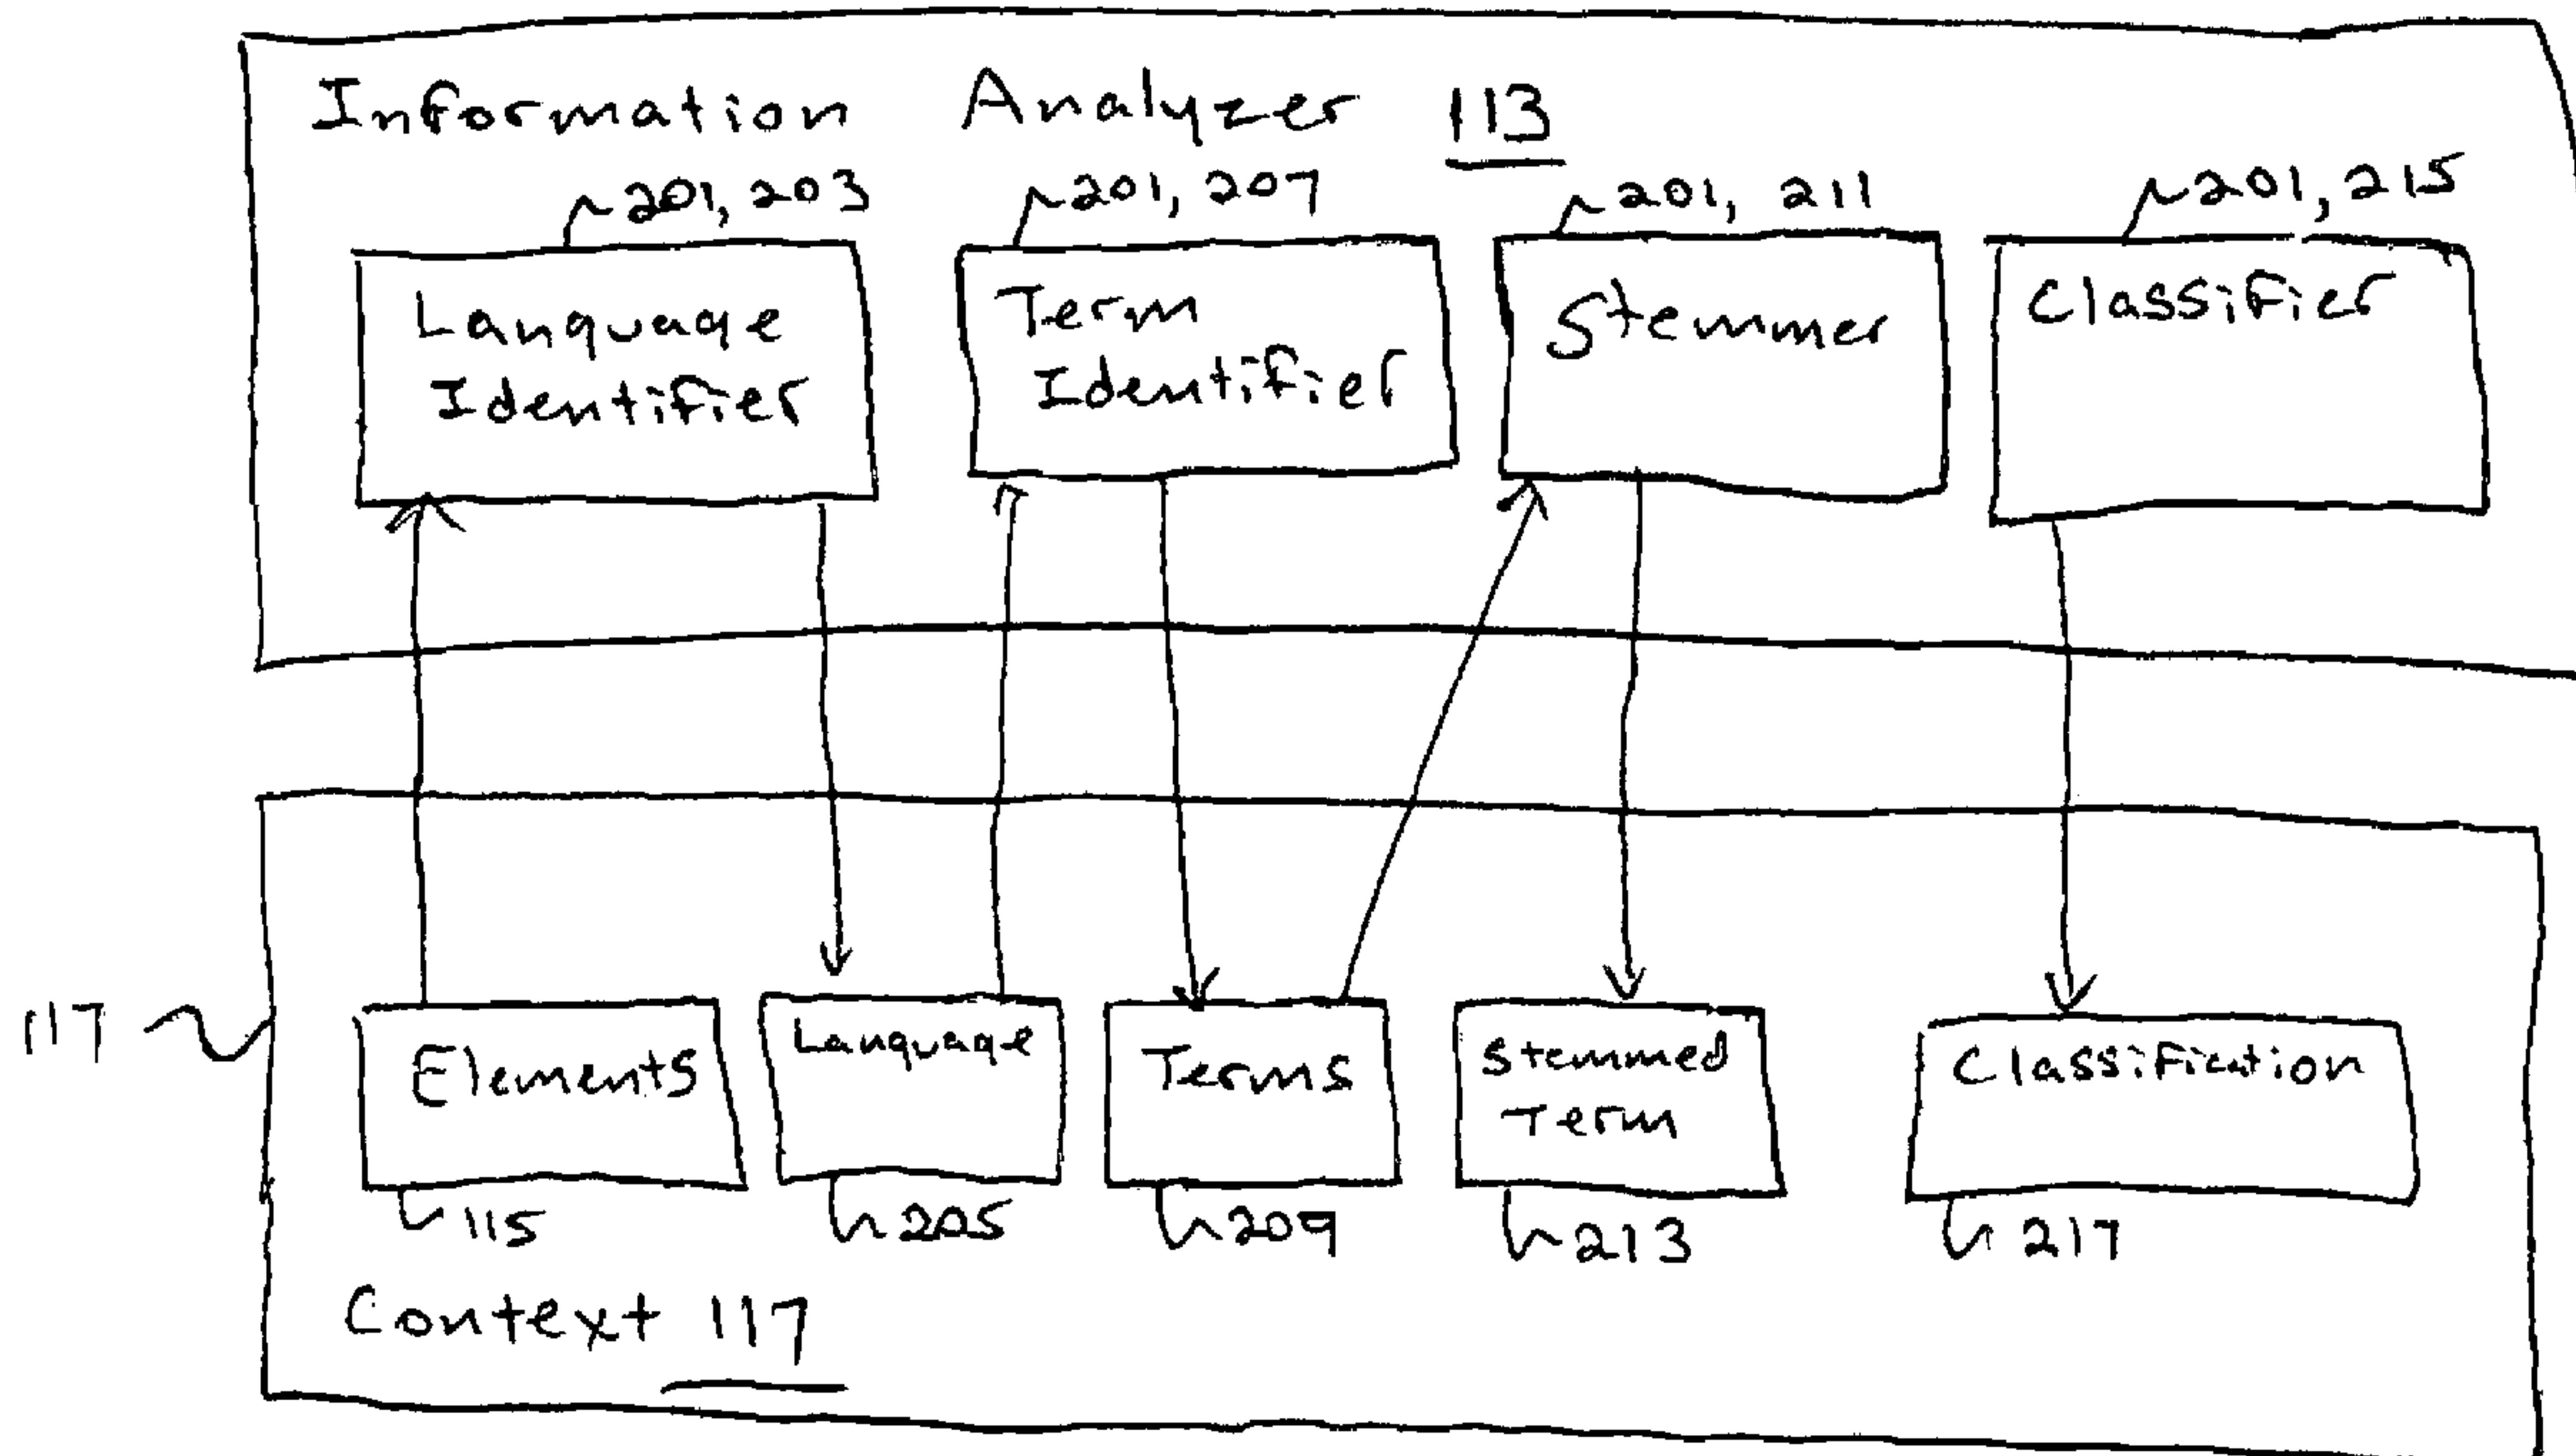 Information Analyzer 113
201, 203
201, 207
201, 211
201, 215
Language
Identifier
Term
Identifier
Stemmer
Classifier
117
Elements
Language
Terms
Stemmed
Term
Classification
115
205
209
213
217
Context 117